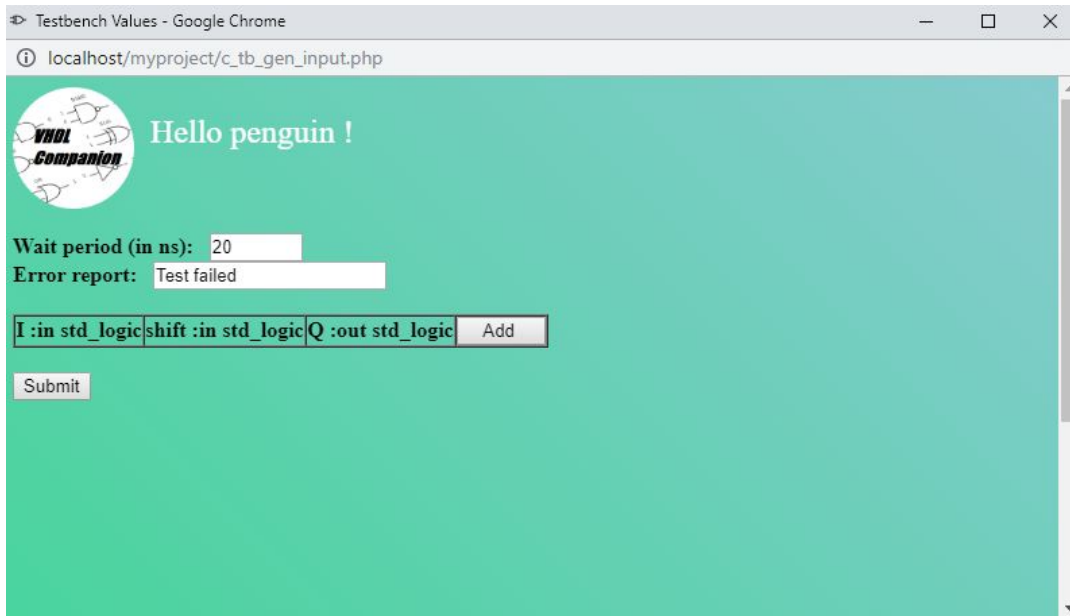 Testbench Values - Google Chrome
localhost/myproject/c_tb_gen_input.php
VHDL
Companion
Hello penguin !
Wait period (in ns): 20
Error report: Test failed
I :in std_logic shift :in std_logic Q :out std_logic Add
Submit